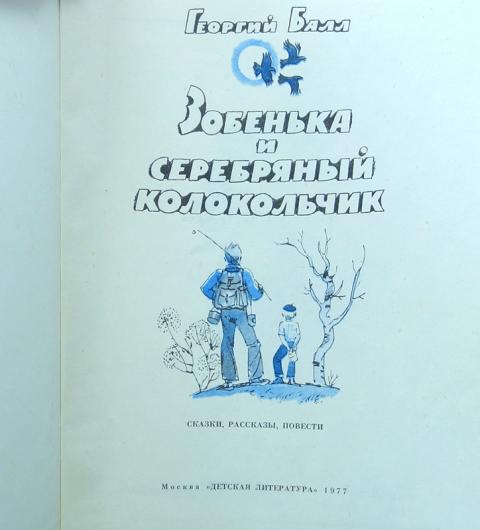 Георгий Балл
Зобенька
и
серебряный
колокольчик
СКАЗКИ, РАССКАЗЫ, ПОВЕСТИ
Москва «ДЕТСКАЯ ЛИТЕРАТУРА» 1977